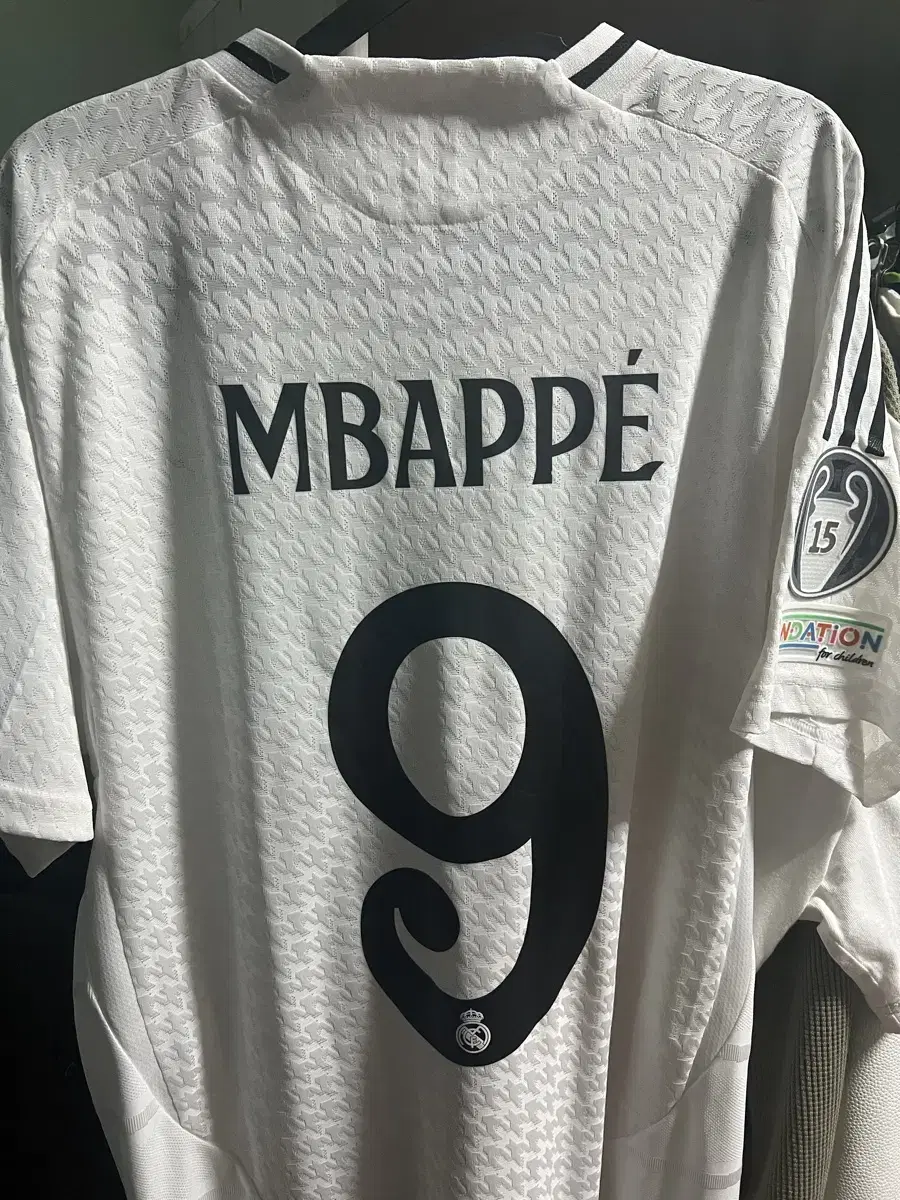 MBAPPÉ
9
15
NDATION
for children